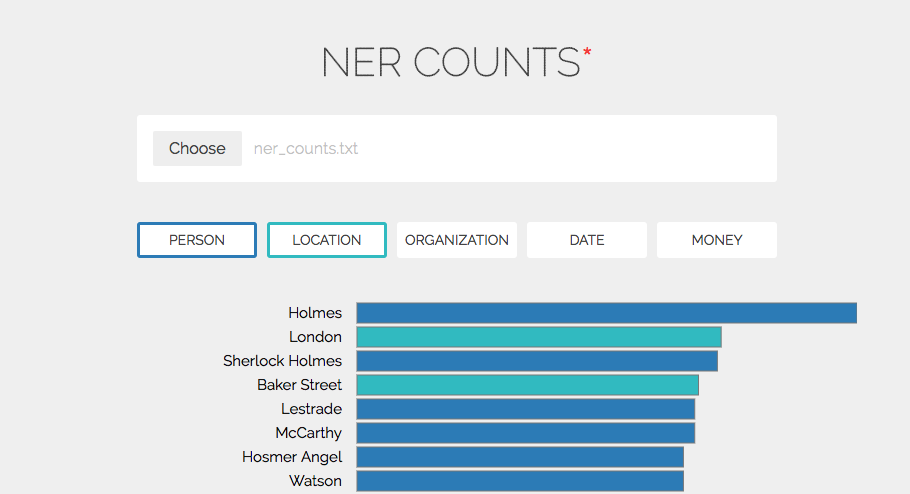 NER COUNTS*
Choose ner_counts.txt
PERSON LOCATION ORGANIZATION DATE MONEY
Holmes
London
Sherlock Holmes
Baker Street
Lestrade
McCarthy
Hosmer Angel
Watson